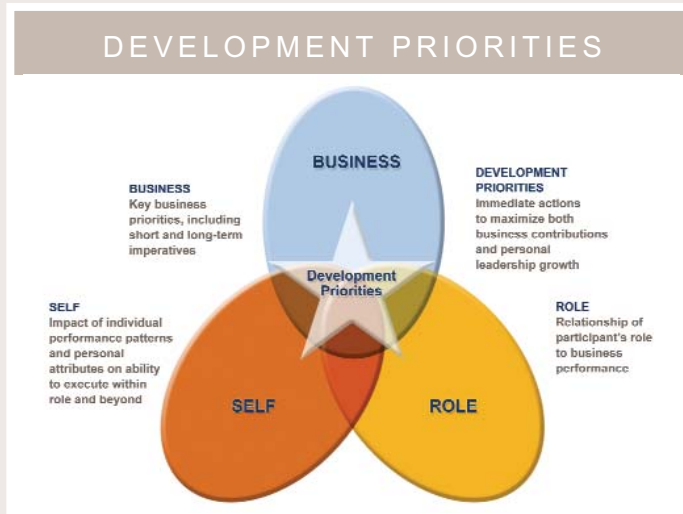 DEVELOPMENT PRIORITIES
BUSINESS
BUSINESS
Key business
priorities, including
short and long-term
imperatives
DEVELOPMENT
PRIORITIES
Immediate actions
to maximize both
business contributions
and personal
leadership growth
Development
Priorities
SELF
Impact of individual
performance patterns
and personal
attributes on ability
to execute within
role and beyond
ROLE
Relationship of
participant's role
to business
performance
SELF
ROLE